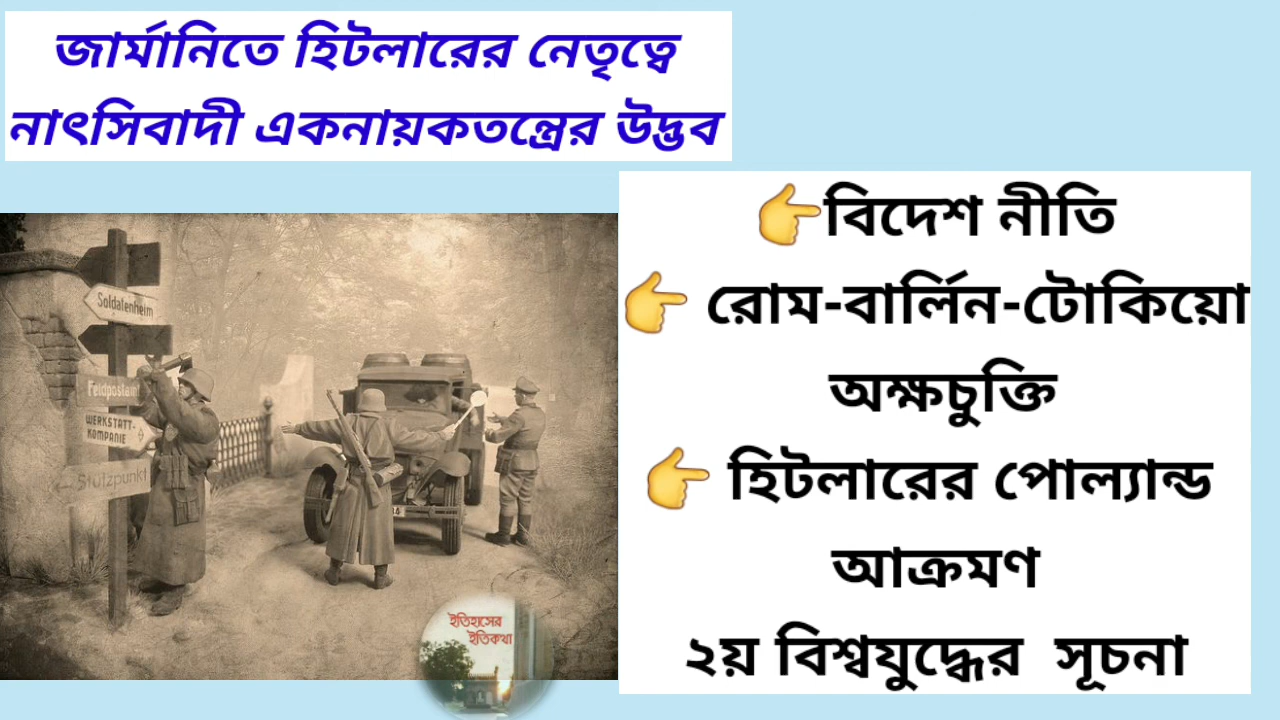 জার্মানিতে হিটলারের নেতৃত্বে
নাৎসিবাদী একনায়কতন্ত্রের উদ্ভব
👉বিদেশ নীতি
👉 রোম-বার্লিন-টোকিয়ো
অক্ষচুক্তি
👉 হিটলারের পোল্যান্ড
আক্রমণ
২য় বিশ্বযুদ্ধের সূচনা
Soldatenheim
Feldpostamt
WERKSTATT-
KOMPANIE
Stützpunkt
ইতিহাসের
ইতিকথা